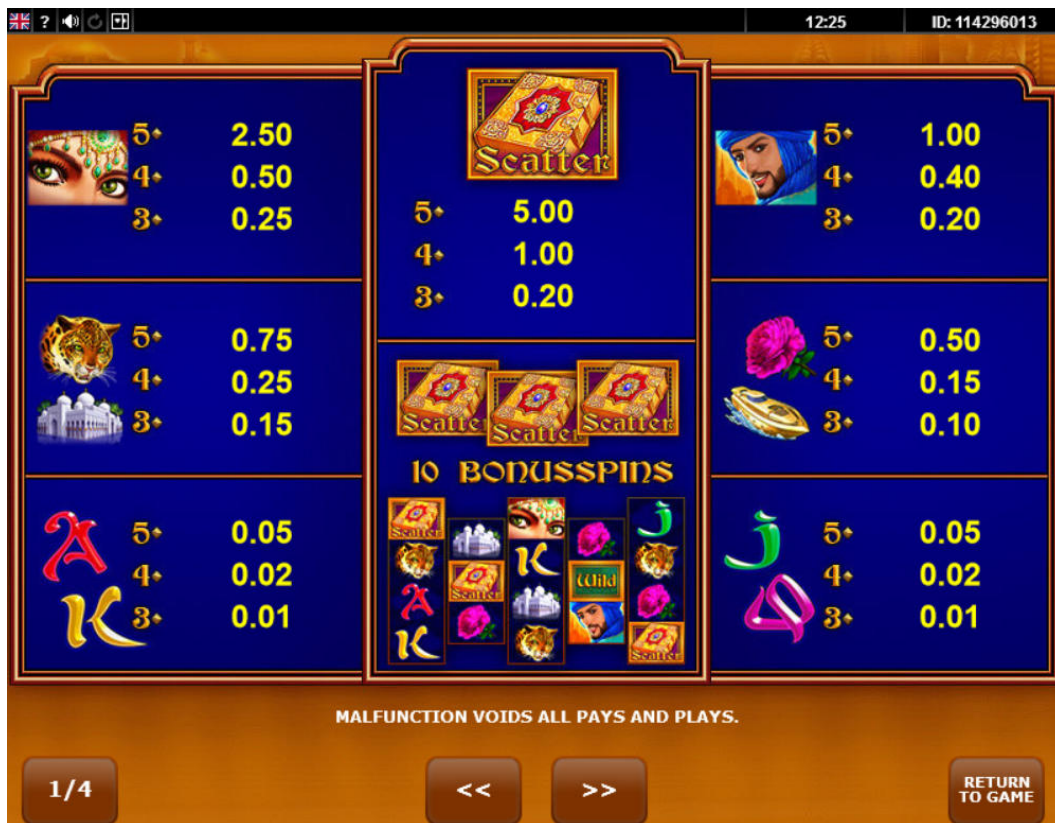 ?
12:25
ID: 114296013
Scatter
5 2.50
4 0.50
3 0.25
5 5.00
4 1.00
3 0.20
5 1.00
4 0.40
3 0.20
5 0.75
4 0.25
3 0.15
Scatter Scatter Scatter
10 BONUSSPINS
5 0.50
4 0.15
3 0.10
A
K
5 0.05
4 0.02
3 0.01
Scatter
J
K
Scatter
Wild
A
K
Scatter
J
Q
5 0.05
4 0.02
3 0.01
MALFUNCTION VOIDS ALL PAYS AND PLAYS.
1/4
<<
>>
RETURN
TO GAME